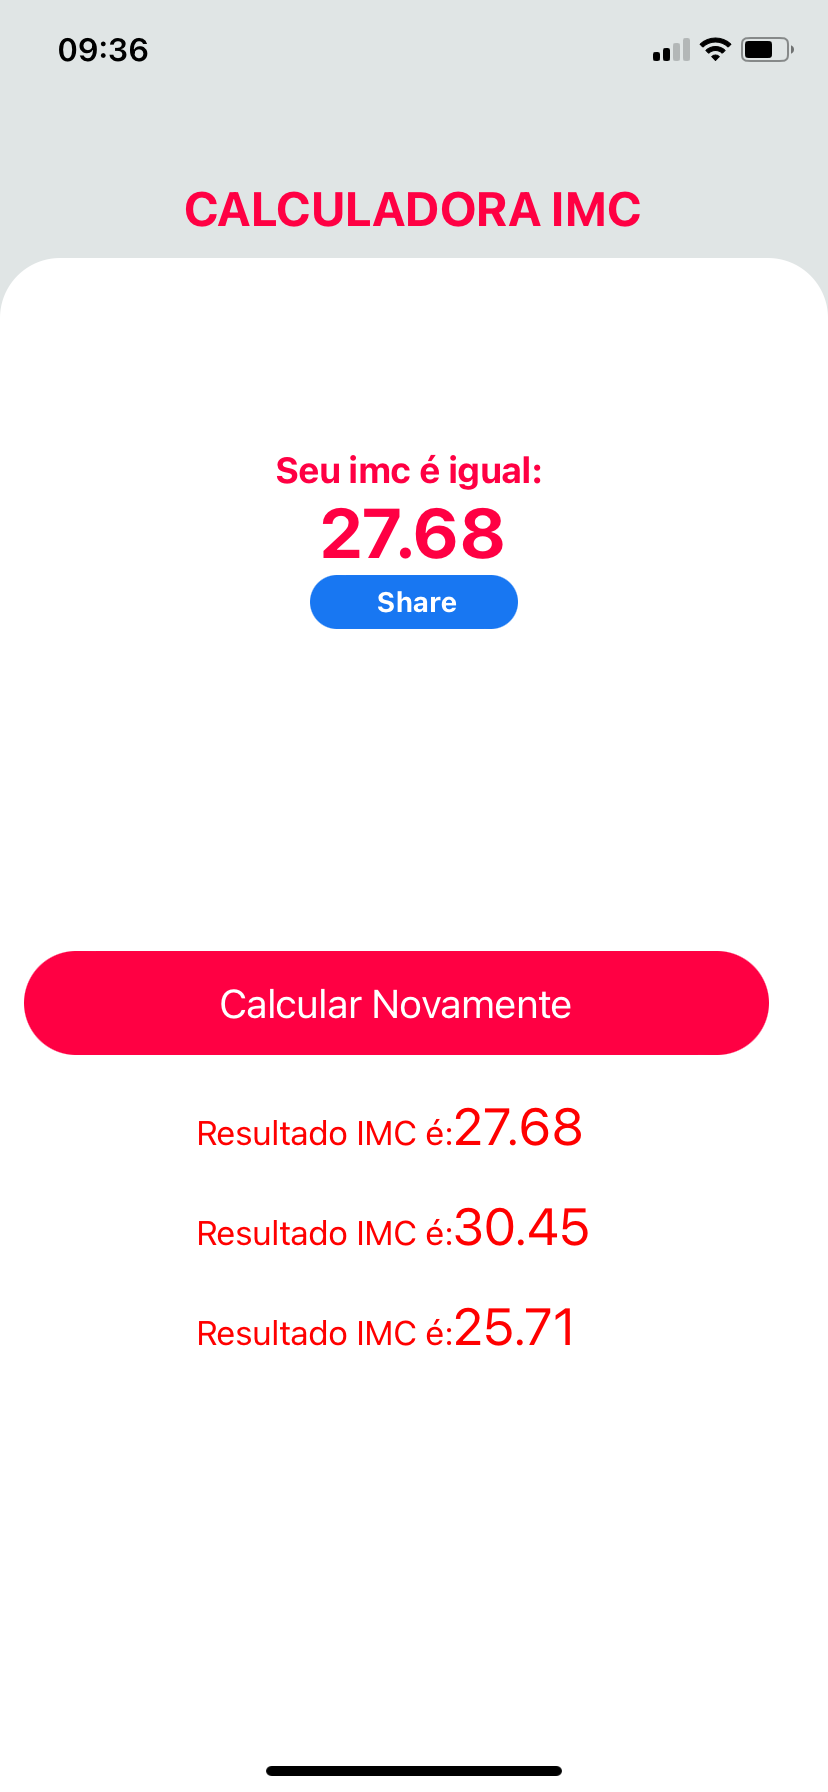 09:36
CALCULADORA IMC
Seu imc é igual:
27.68
Share
Calcular Novamente
Resultado IMC é:27.68
Resultado IMC é:30.45
Resultado IMC é:25.71